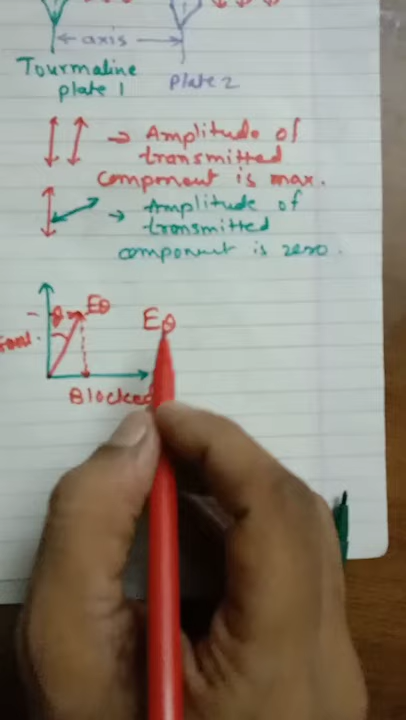 ← axis →
Tourmaline
plate 1
Plate 2
→ Amplitude of
transmitted
component is max.
→ Amplitude of
transmitted
component is zero.
θ Eθ
Eθ
Blocked